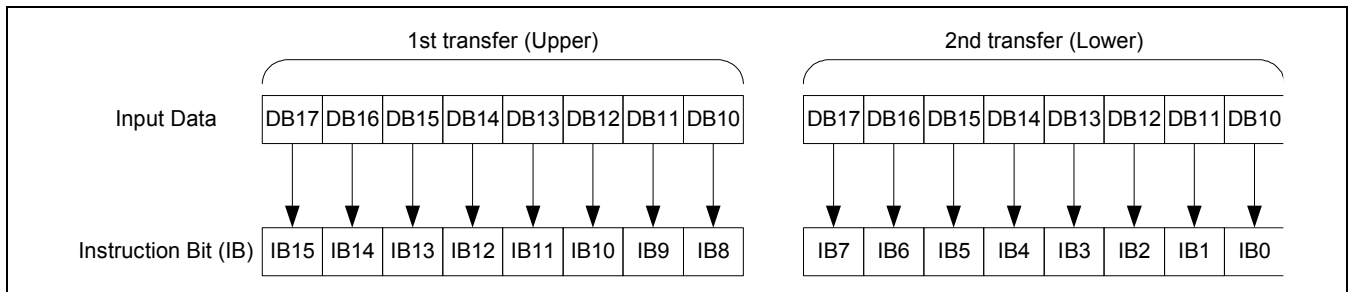 1st transfer (Upper) 2nd transfer (Lower)
Input Data DB17 DB16 DB15 DB14 DB13 DB12 DB11 DB10 DB17 DB16 DB15 DB14 DB13 DB12 DB11 DB10
Instruction Bit (IB) IB15 IB14 IB13 IB12 IB11 IB10 IB9 IB8 IB7 IB6 IB5 IB4 IB3 IB2 IB1 IB0